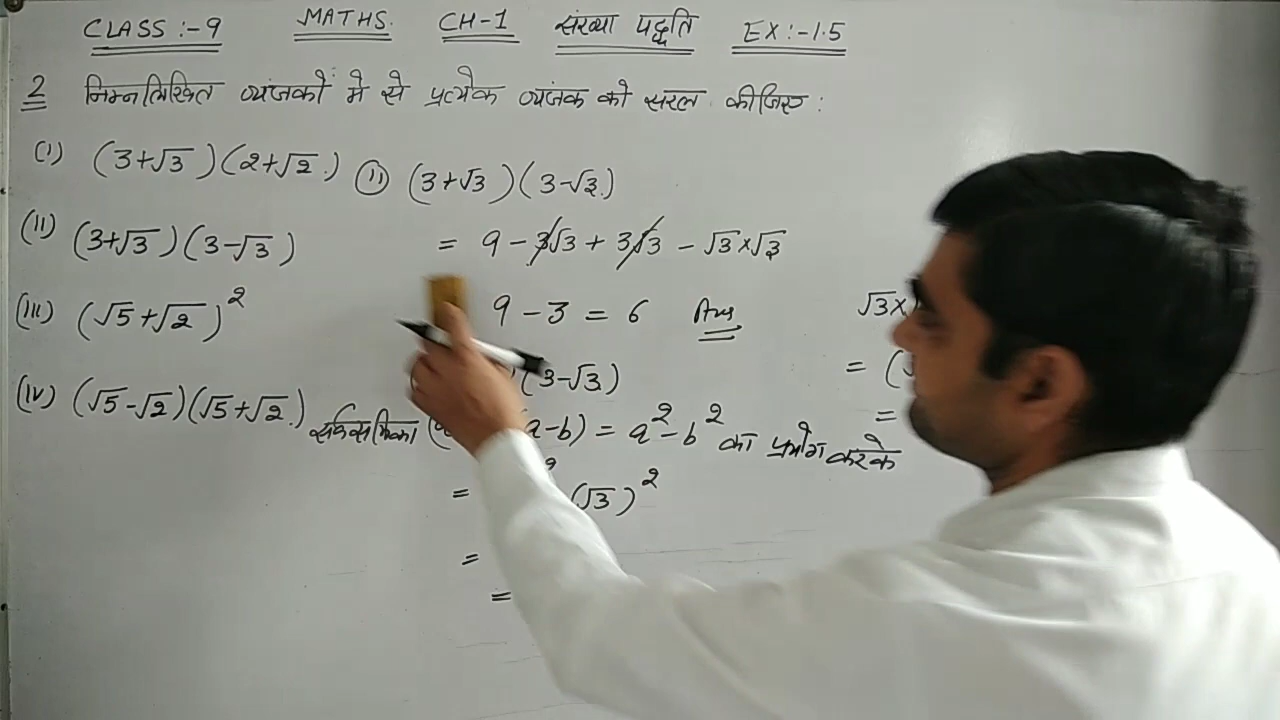 CLASS :- 9 MATHS. CH-1 संख्या पद्धति EX:-1.5
2 निम्नलिखित व्यंजकों में से प्रत्येक व्यंजक को सरल कीजिए:
(i) (3+√3)(2+√2)
(ii) (3+√3)(3-√3)
(iii) (√5+√2)²
(iv) (√5-√2)(√5+√2)
(ii) (3+√3)(3-√3)
= 9 - 3√3 + 3√3 - √3×√3
9 - 3 = 6 Ans
(3-√3)
(a-b) = a²-b² का प्रयोग करके
= (√3)²
=
=
√3×
= (
=